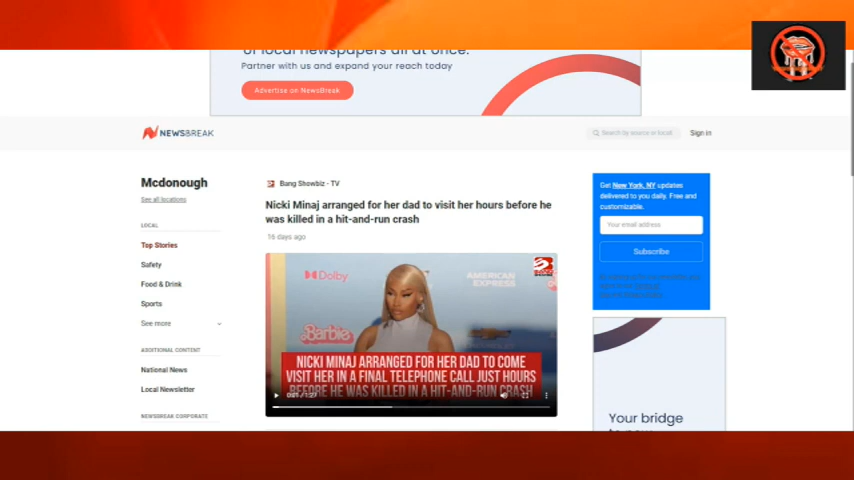 of local newspapers all at once.
Partner with us and expand your reach today
Advertise on NewsBreak
NEWSBREAK
Search by source or locati
Sign in
Mcdonough
See all locations
LOCAL
Top Stories
Safety
Food & Drink
Sports
See more
ADDITIONAL CONTENT
National News
Local Newsletter
NEWSBREAK CORPORATE
Bang Showbiz - TV
Nicki Minaj arranged for her dad to visit her hours before he
was killed in a hit-and-run crash
16 days ago
Dolby
AMERICAN
EXPRESS
Barbie
CHEVROLET
NICKI MINAJ ARRANGED FOR HER DAD TO COME
VISIT HER IN A FINAL TELEPHONE CALL JUST HOURS
BEFORE HE WAS KILLED IN A HIT-AND-RUN CRASH
0:01 / 1:27
Get New York, NY updates
delivered to you daily. Free and
customizable.
Your email address
Subscribe
Your bridge